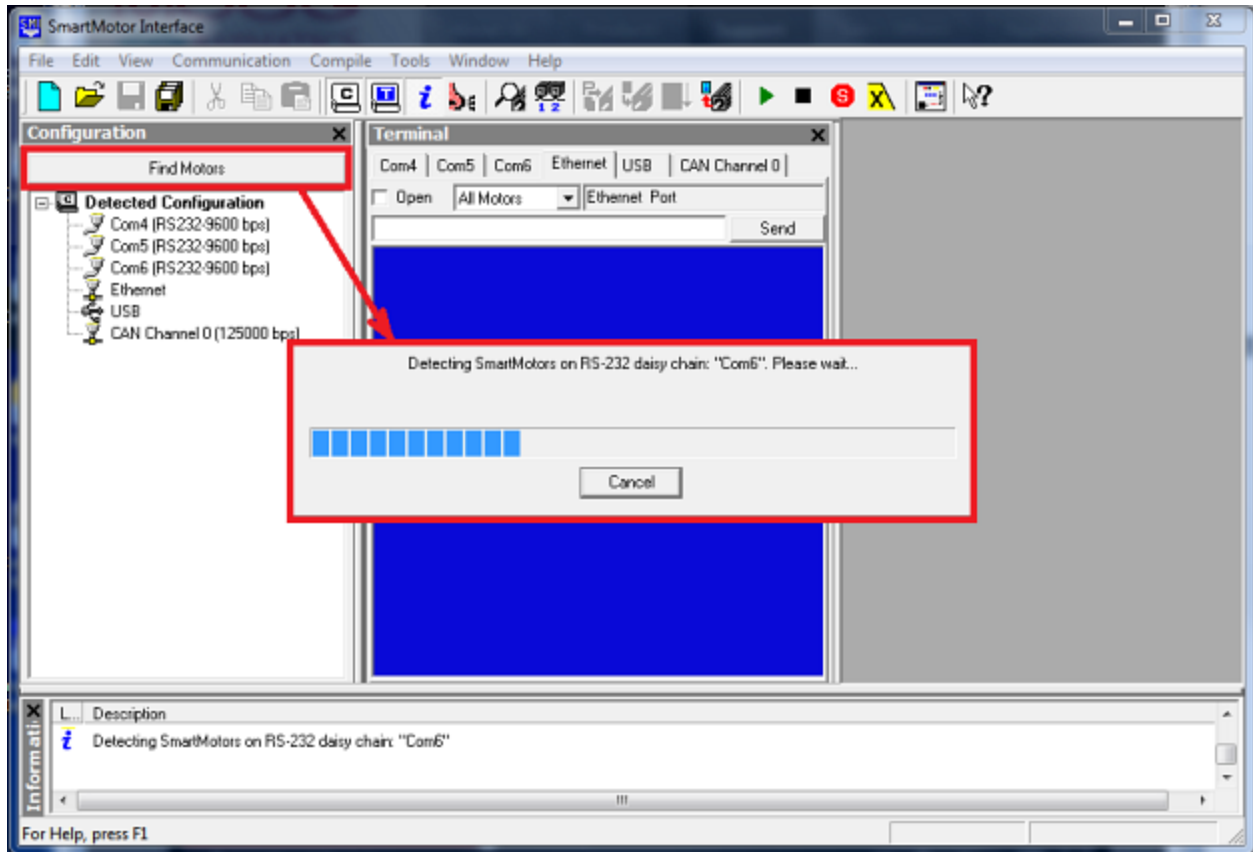 SmartMotor Interface
File Edit View Communication Compile Tools Window Help
Configuration
Find Motors
Detected Configuration
Com4 (RS232-9600 bps)
Com5 (RS232-9600 bps)
Com6 (RS232-9600 bps)
Ethernet
USB
CAN Channel 0 (125000 bps)
Terminal
Com4 Com5 Com6 Ethernet USB CAN Channel 0
Open All Motors Ethernet Port
Send
Detecting SmartMotors on RS-232 daisy chain: "Com6". Please wait...
Cancel
Informati
L... Description
Detecting SmartMotors on RS-232 daisy chain: "Com6"
For Help, press F1